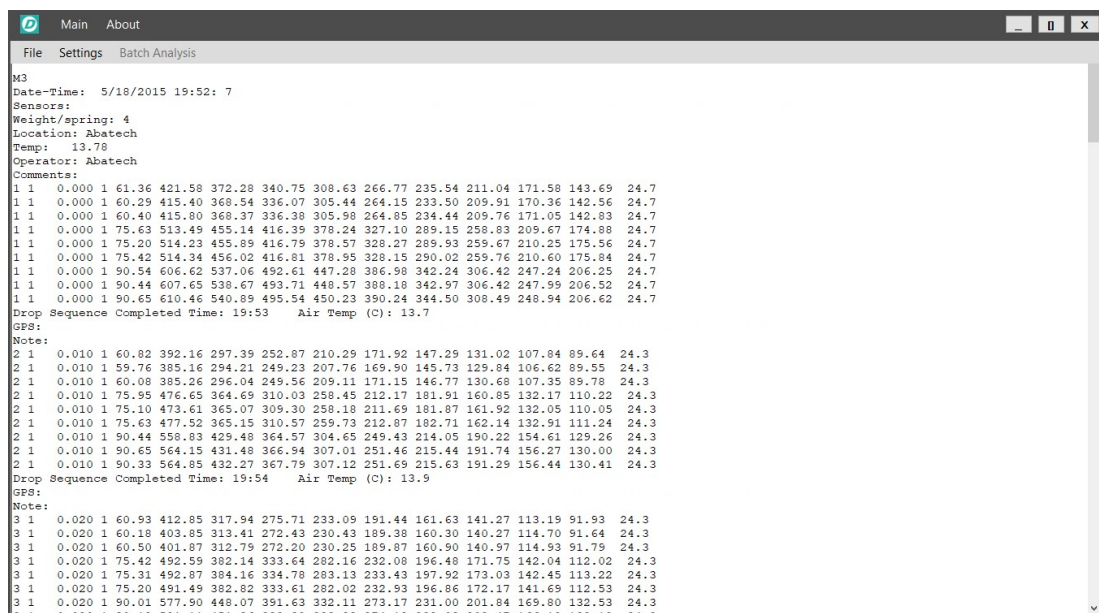 Main About _ [] X
File Settings Batch Analysis
M3
Date-Time: 5/18/2015 19:52: 7
Sensors:
Weight/spring: 4
Location: Abatech
Temp: 13.78
Operator: Abatech
Comments:
1 1 0.000 1 61.36 421.58 372.28 340.75 308.63 266.77 235.54 211.04 171.58 143.69 24.7
1 1 0.000 1 60.29 415.40 368.54 336.07 305.44 264.15 233.50 209.91 170.36 142.56 24.7
1 1 0.000 1 60.40 415.80 368.37 336.38 305.98 264.85 234.44 209.76 171.05 142.83 24.7
1 1 0.000 1 75.63 513.49 455.14 416.39 378.24 327.10 289.15 258.83 209.67 174.88 24.7
1 1 0.000 1 75.20 514.23 455.89 416.79 378.57 328.27 289.93 259.67 210.25 175.56 24.7
1 1 0.000 1 75.42 514.34 456.02 416.81 378.95 328.15 290.02 259.76 210.60 175.84 24.7
1 1 0.000 1 90.54 606.62 537.06 492.61 447.28 386.98 342.24 306.42 247.24 206.25 24.7
1 1 0.000 1 90.44 607.65 538.67 493.71 448.57 388.18 342.97 306.42 247.99 206.52 24.7
1 1 0.000 1 90.65 610.46 540.89 495.54 450.23 390.24 344.50 308.49 248.94 206.62 24.7
Drop Sequence Completed Time: 19:53 Air Temp (C): 13.7
GPS:
Note:
2 1 0.010 1 60.82 392.16 297.39 252.87 210.29 171.92 147.29 131.02 107.84 89.64 24.3
2 1 0.010 1 59.76 385.16 294.21 249.23 207.76 169.90 145.73 129.84 106.62 89.55 24.3
2 1 0.010 1 60.08 385.26 296.04 249.56 209.11 171.15 146.77 130.68 107.35 89.78 24.3
2 1 0.010 1 75.95 476.65 364.69 310.03 258.45 212.17 181.91 160.85 132.17 110.22 24.3
2 1 0.010 1 75.10 473.61 365.07 309.30 258.18 211.69 181.87 161.92 132.05 110.05 24.3
2 1 0.010 1 75.63 477.52 365.15 310.57 259.73 212.87 182.71 162.14 132.91 111.24 24.3
2 1 0.010 1 90.44 558.83 429.48 364.57 304.65 249.43 214.05 190.22 154.61 129.26 24.3
2 1 0.010 1 90.65 564.15 431.48 366.94 307.01 251.46 215.44 191.74 156.27 130.00 24.3
2 1 0.010 1 90.33 564.85 432.27 367.79 307.12 251.69 215.63 191.29 156.44 130.41 24.3
Drop Sequence Completed Time: 19:54 Air Temp (C): 13.9
GPS:
Note:
3 1 0.020 1 60.93 412.85 317.94 275.71 233.09 191.44 161.63 141.27 113.19 91.93 24.3
3 1 0.020 1 60.18 403.85 313.41 272.43 230.43 189.38 160.30 140.27 114.70 91.64 24.3
3 1 0.020 1 60.50 401.87 312.79 272.20 230.25 189.87 160.90 140.97 114.93 91.79 24.3
3 1 0.020 1 75.42 492.59 382.14 333.64 282.16 232.08 196.48 171.75 142.04 112.02 24.3
3 1 0.020 1 75.31 492.87 384.16 334.78 283.13 233.43 197.92 173.03 142.45 113.22 24.3
3 1 0.020 1 75.20 491.49 382.82 333.61 282.02 232.93 196.86 172.17 141.69 112.53 24.3
3 1 0.020 1 90.01 577.90 448.07 391.63 332.11 273.17 231.00 201.84 169.80 132.53 24.3